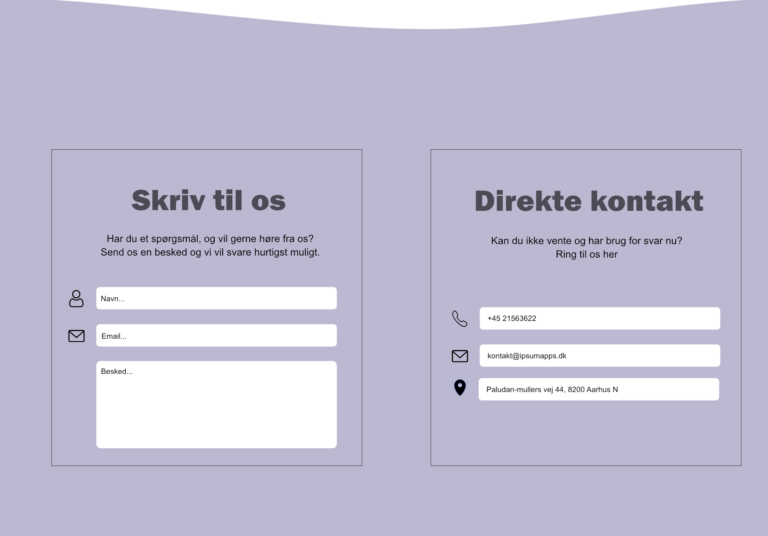 Skriv til os
Har du et spørgsmål, og vil gerne høre fra os?
Send os en besked og vi vil svare hurtigst muligt.
Navn...
Email...
Besked...
Direkte kontakt
Kan du ikke vente og har brug for svar nu?
Ring til os her
+45 21563622
kontakt@ipsumapps.dk
Paludan-mullers vej 44, 8200 Aarhus N